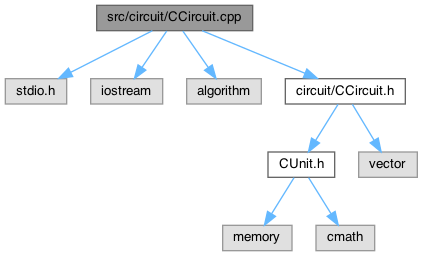 src/circuit/CCircuit.cpp
stdio.h
iostream
algorithm
circuit/CCircuit.h
CUnit.h
vector
memory
cmath